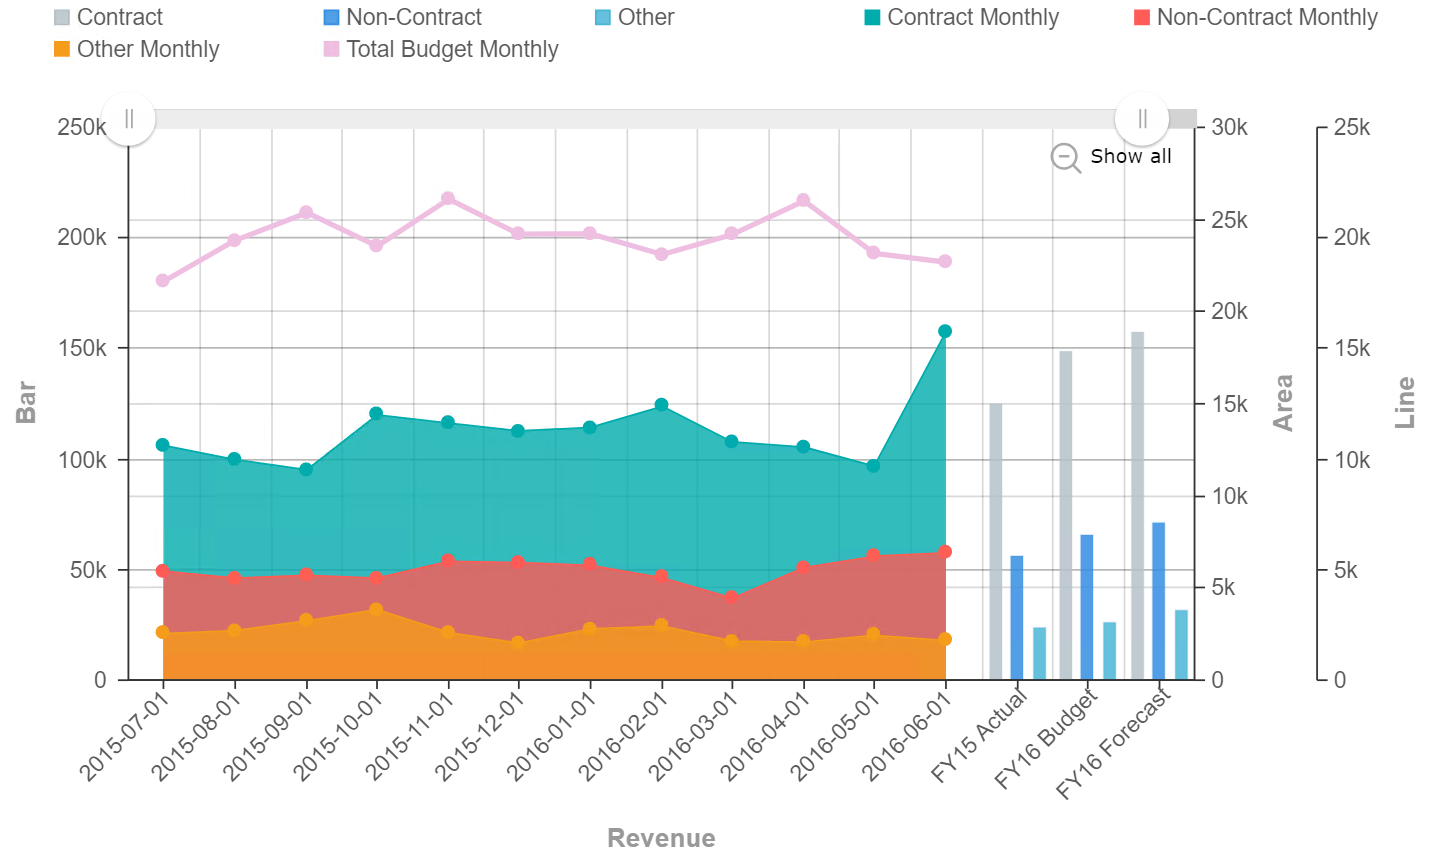 Contract Non-Contract Other Contract Monthly Non-Contract Monthly
Other Monthly Total Budget Monthly
250k 30k 25k
Show all
25k
200k 20k
20k
150k 15k
15k
100k 10k
10k
50k 5k
5k
0 0 0
Bar
Area
Line
2015-07-01
2015-08-01
2015-09-01
2015-10-01
2015-11-01
2015-12-01
2016-01-01
2016-02-01
2016-03-01
2016-04-01
2016-05-01
2016-06-01
FY15 Actual
FY16 Budget
FY16 Forecast
Revenue